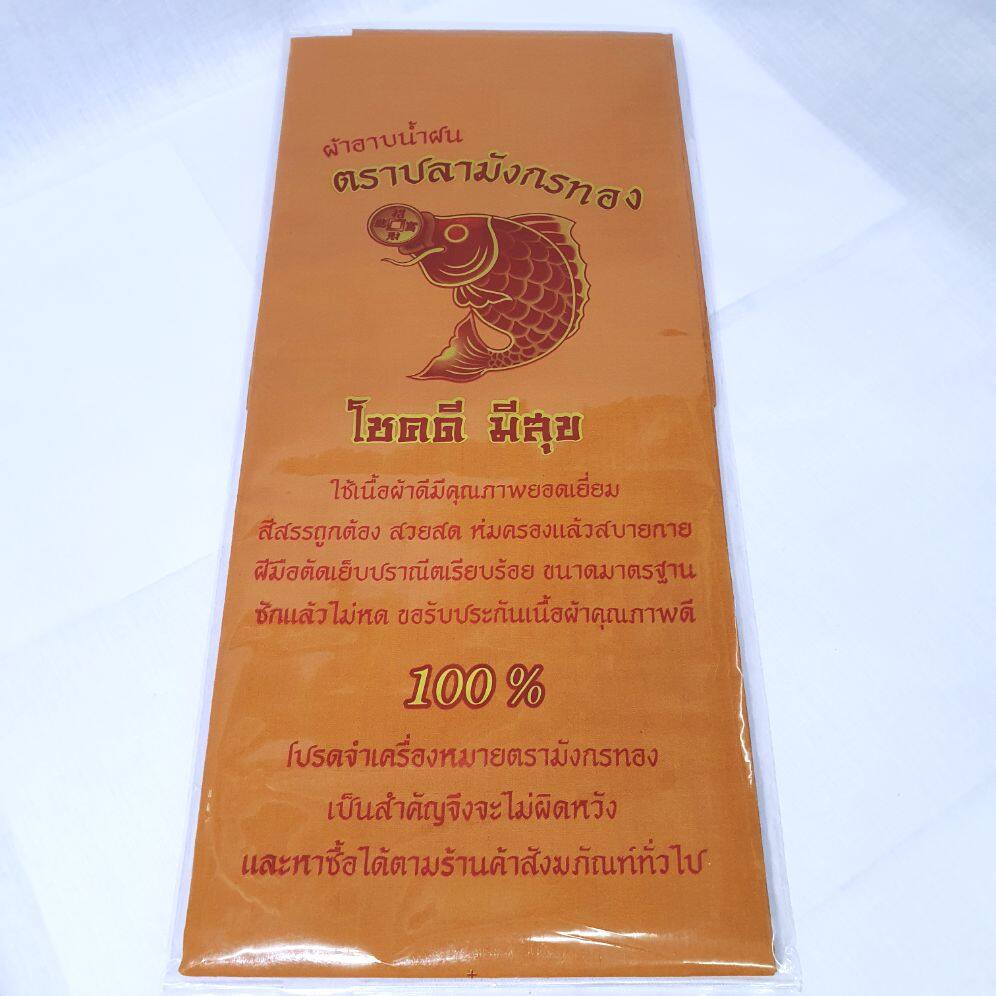 ผ้าอาบน้ำฝน
ตราปลามังกรทอง
โชคดี มีสุข
ใช้เนื้อผ้าดีมีคุณภาพยอดเยี่ยม
สีสรรถูกต้อง สวยสด ห่มครองแล้วสบายกาย
ฝีมือตัดเย็บปราณีตเรียบร้อย ขนาดมาตรฐาน
ซักแล้วไม่หด ขอรับประกันเนื้อผ้าคุณภาพดี
100 %
โปรดจำเครื่องหมายตรามังกรทอง
เป็นสำคัญจึงจะไม่ผิดหวัง
และหาซื้อได้ตามร้านค้าสังฆภัณฑ์ทั่วไป